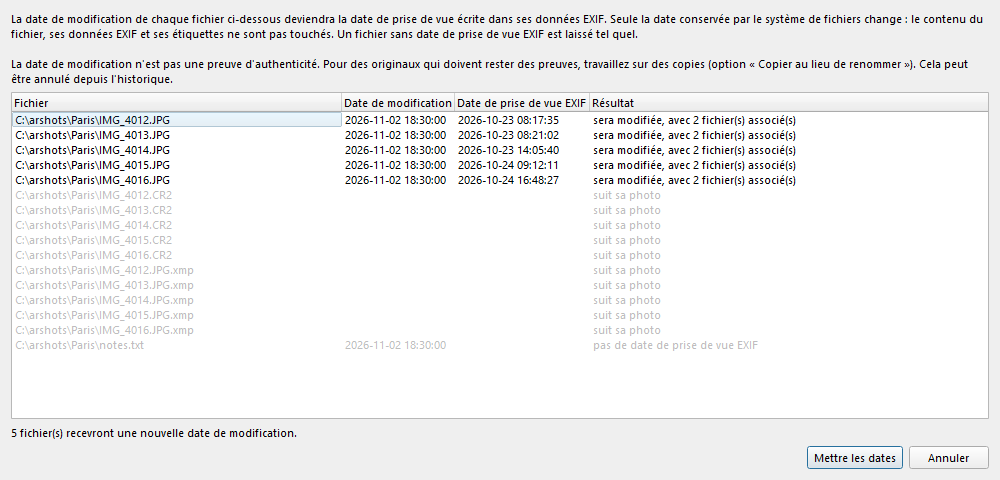 La date de modification de chaque fichier ci-dessous deviendra la date de prise de vue écrite dans ses données EXIF. Seule la date conservée par le système de fichiers change : le contenu du
fichier, ses données EXIF et ses étiquettes ne sont pas touchés. Un fichier sans date de prise de vue EXIF est laissé tel quel.
La date de modification n'est pas une preuve d'authenticité. Pour des originaux qui doivent rester des preuves, travaillez sur des copies (option « Copier au lieu de renommer »). Cela peut
être annulé depuis l'historique.
Fichier Date de modification Date de prise de vue EXIF Résultat
C:\arshots\Paris\IMG_4012.JPG 2026-11-02 18:30:00 2026-10-23 08:17:35 sera modifiée, avec 2 fichier(s) associé(s)
C:\arshots\Paris\IMG_4013.JPG 2026-11-02 18:30:00 2026-10-23 08:21:02 sera modifiée, avec 2 fichier(s) associé(s)
C:\arshots\Paris\IMG_4014.JPG 2026-11-02 18:30:00 2026-10-23 14:05:40 sera modifiée, avec 2 fichier(s) associé(s)
C:\arshots\Paris\IMG_4015.JPG 2026-11-02 18:30:00 2026-10-24 09:12:11 sera modifiée, avec 2 fichier(s) associé(s)
C:\arshots\Paris\IMG_4016.JPG 2026-11-02 18:30:00 2026-10-24 16:48:27 sera modifiée, avec 2 fichier(s) associé(s)
C:\arshots\Paris\IMG_4012.CR2 suit sa photo
C:\arshots\Paris\IMG_4013.CR2 suit sa photo
C:\arshots\Paris\IMG_4014.CR2 suit sa photo
C:\arshots\Paris\IMG_4015.CR2 suit sa photo
C:\arshots\Paris\IMG_4016.CR2 suit sa photo
C:\arshots\Paris\IMG_4012.JPG.xmp suit sa photo
C:\arshots\Paris\IMG_4013.JPG.xmp suit sa photo
C:\arshots\Paris\IMG_4014.JPG.xmp suit sa photo
C:\arshots\Paris\IMG_4015.JPG.xmp suit sa photo
C:\arshots\Paris\IMG_4016.JPG.xmp suit sa photo
C:\arshots\Paris\notes.txt 2026-11-02 18:30:00 pas de date de prise de vue EXIF
5 fichier(s) recevront une nouvelle date de modification.
Mettre les dates Annuler